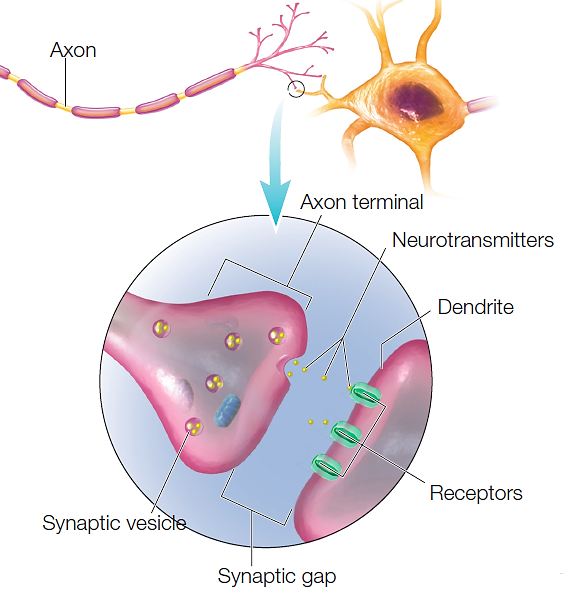 Axon
Axon terminal
Neurotransmitters
Dendrite
Receptors
Synaptic vesicle
Synaptic gap